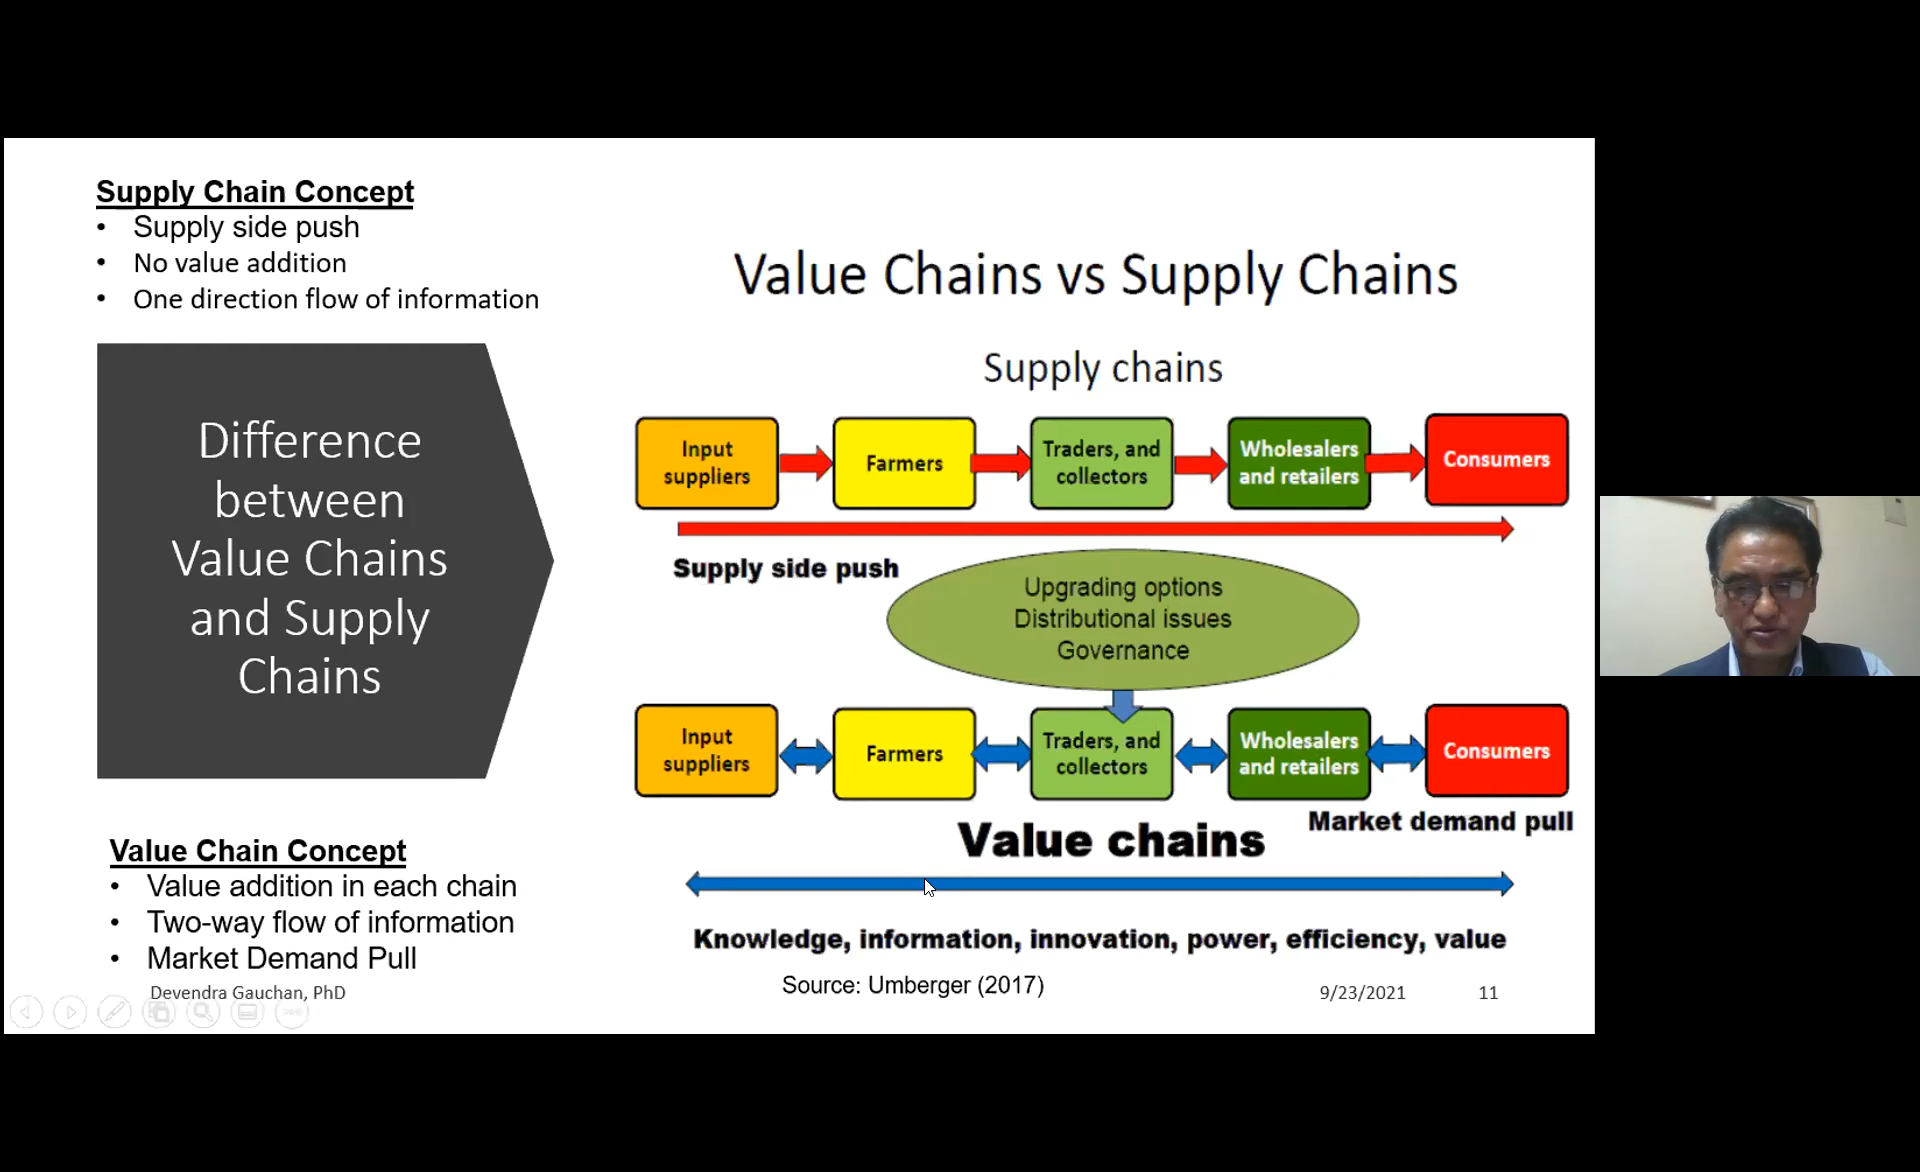 Supply Chain Concept
• Supply side push
• No value addition
• One direction flow of information
Difference
between
Value Chains
and Supply
Chains
Value Chain Concept
• Value addition in each chain
• Two-way flow of information
• Market Demand Pull
Devendra Gauchan, PhD
Value Chains vs Supply Chains
Supply chains
Input
suppliers
Farmers
Traders, and
collectors
Wholesalers
and retailers
Consumers
Supply side push
Upgrading options
Distributional issues
Governance
Input
suppliers
Farmers
Traders, and
collectors
Wholesalers
and retailers
Consumers
Market demand pull
Value chains
Knowledge, information, innovation, power, efficiency, value
Source: Umberger (2017)
9/23/2021
11